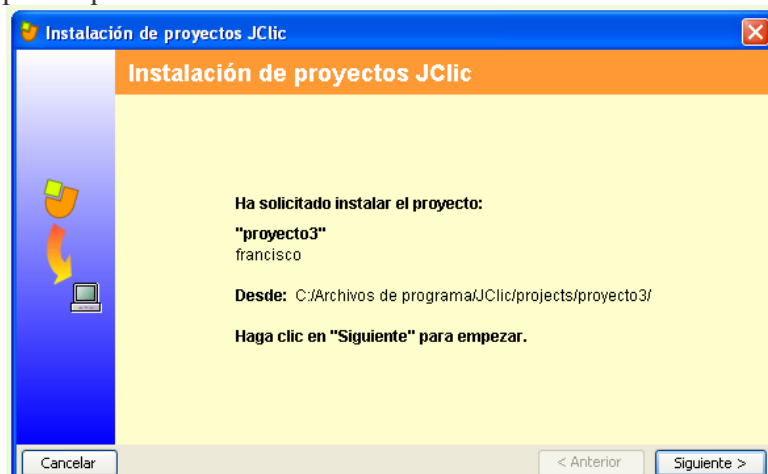 Instalación de proyectos JClic
Instalación de proyectos JClic
Ha solicitado instalar el proyecto:
"proyecto3"
francisco
Desde: C:/Archivos de programa/JClic/projects/proyecto3/
Haga clic en "Siguiente" para empezar.
Cancelar
< Anterior
Siguiente >